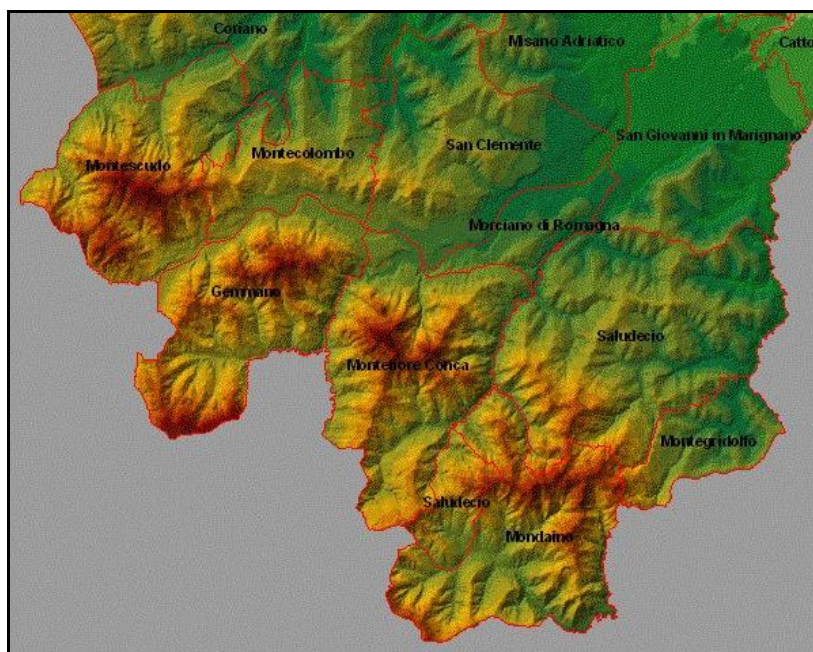 Coriano
Misano Adriatico
Catto
San Giovanni in Marignano
San Clemente
Montecolombo
Montescudo
Morciano di Romagna
Gemmano
Saludecio
Montefiore Conca
Montegridolfo
Saludecio
Mondaino